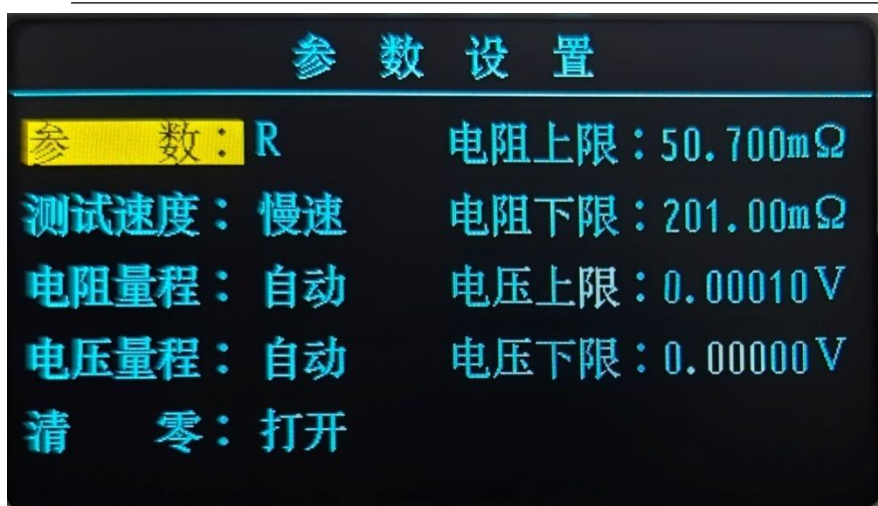 参 数 设 置
参 数：R 电阻上限：50.700mΩ
测试速度：慢速 电阻下限：201.00mΩ
电阻量程：自动 电压上限：0.00010V
电压量程：自动 电压下限：0.00000V
清 零：打开